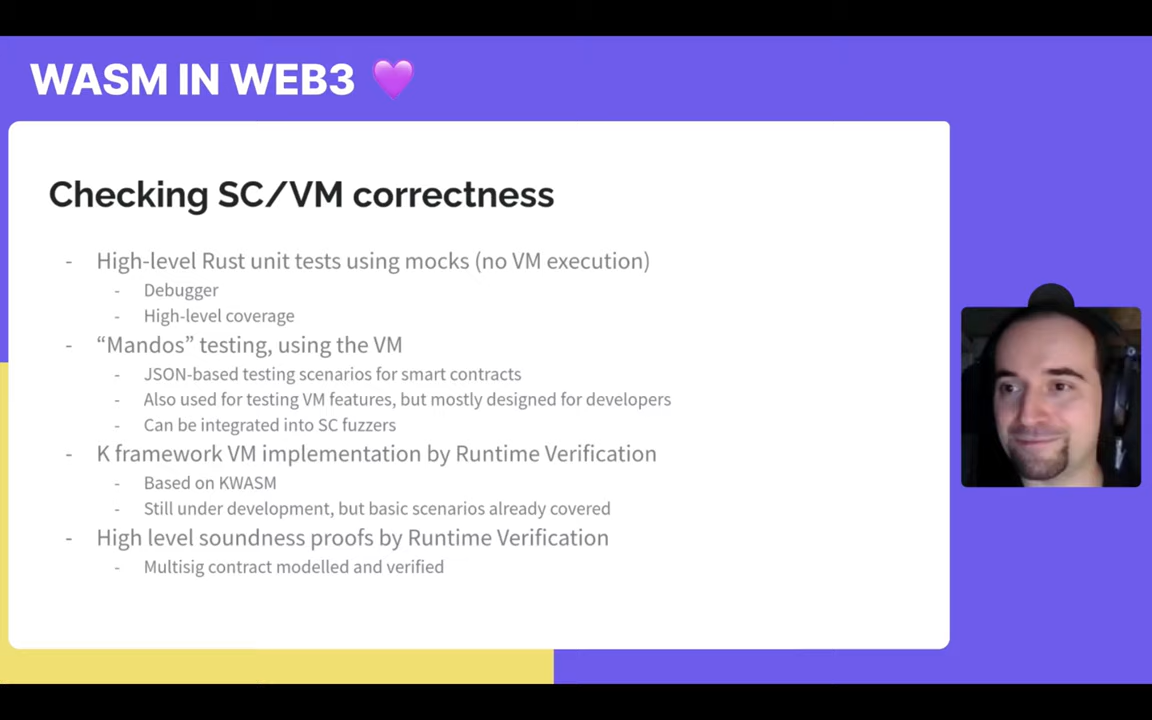 WASM IN WEB3 💜
Checking SC/VM correctness
- High-level Rust unit tests using mocks (no VM execution)
- Debugger
- High-level coverage
- “Mandos” testing, using the VM
- JSON-based testing scenarios for smart contracts
- Also used for testing VM features, but mostly designed for developers
- Can be integrated into SC fuzzers
- K framework VM implementation by Runtime Verification
- Based on KWASM
- Still under development, but basic scenarios already covered
- High level soundness proofs by Runtime Verification
- Multisig contract modelled and verified